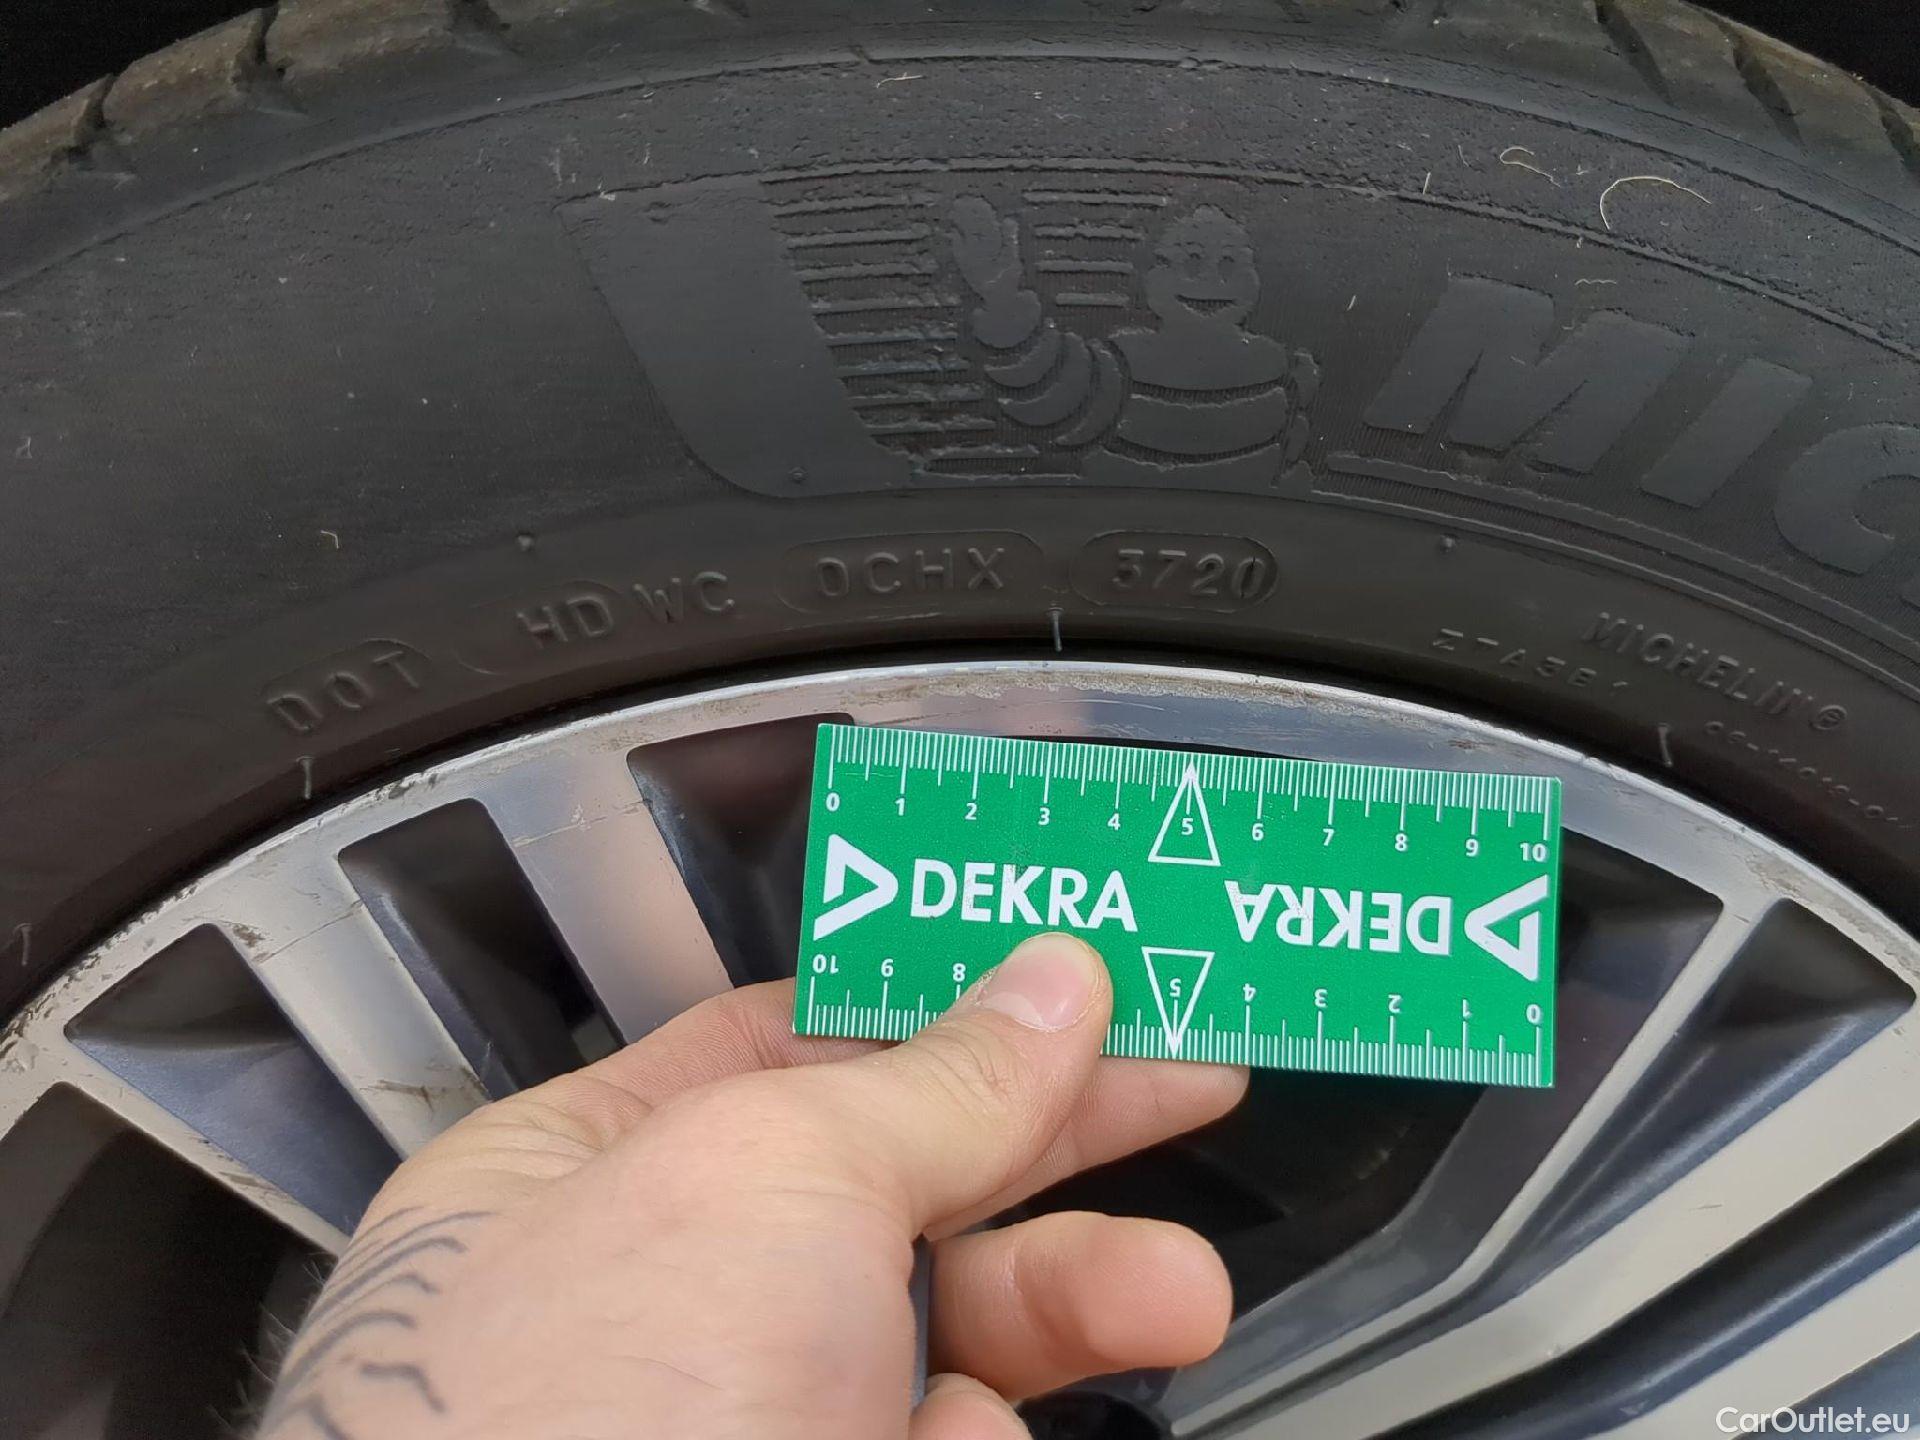 MIC
DOT HD WC 0CHX 3720
MICHELIN®
0 1 2 3 4 5 6 7 8 9 10
DEKRA DEKRA
10 9 8 5 4 3 2 1 0
CarOutlet.eu